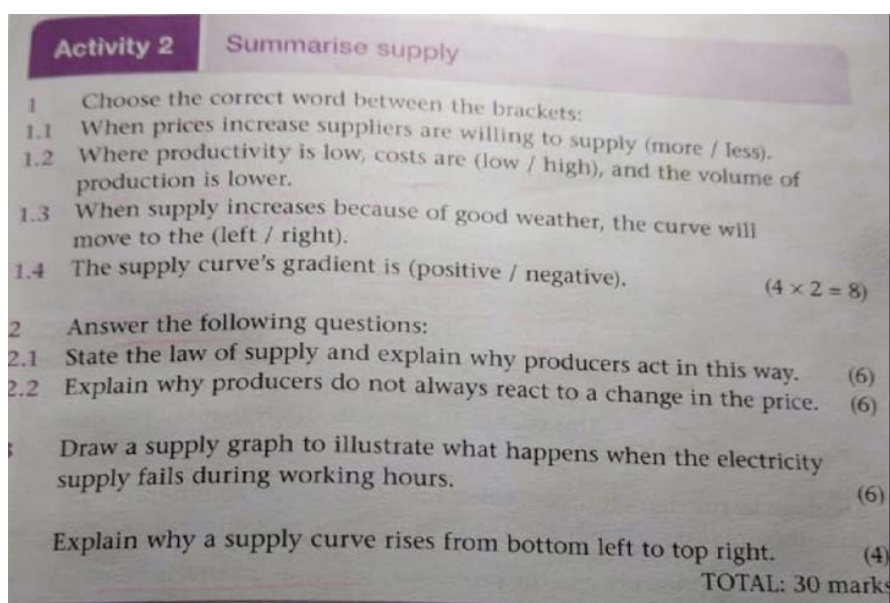 Activity 2 Summarise supply
1 Choose the correct word between the brackets:
1.1 When prices increase suppliers are willing to supply (more / less).
1.2 Where productivity is low, costs are (low / high), and the volume of
production is lower.
1.3 When supply increases because of good weather, the curve will
move to the (left / right).
1.4 The supply curve's gradient is (positive / negative).
(4 × 2 = 8)
2 Answer the following questions:
2.1 State the law of supply and explain why producers act in this way. (6)
2.2 Explain why producers do not always react to a change in the price. (6)
Draw a supply graph to illustrate what happens when the electricity
supply fails during working hours.
(6)
Explain why a supply curve rises from bottom left to top right. (4)
TOTAL: 30 marks